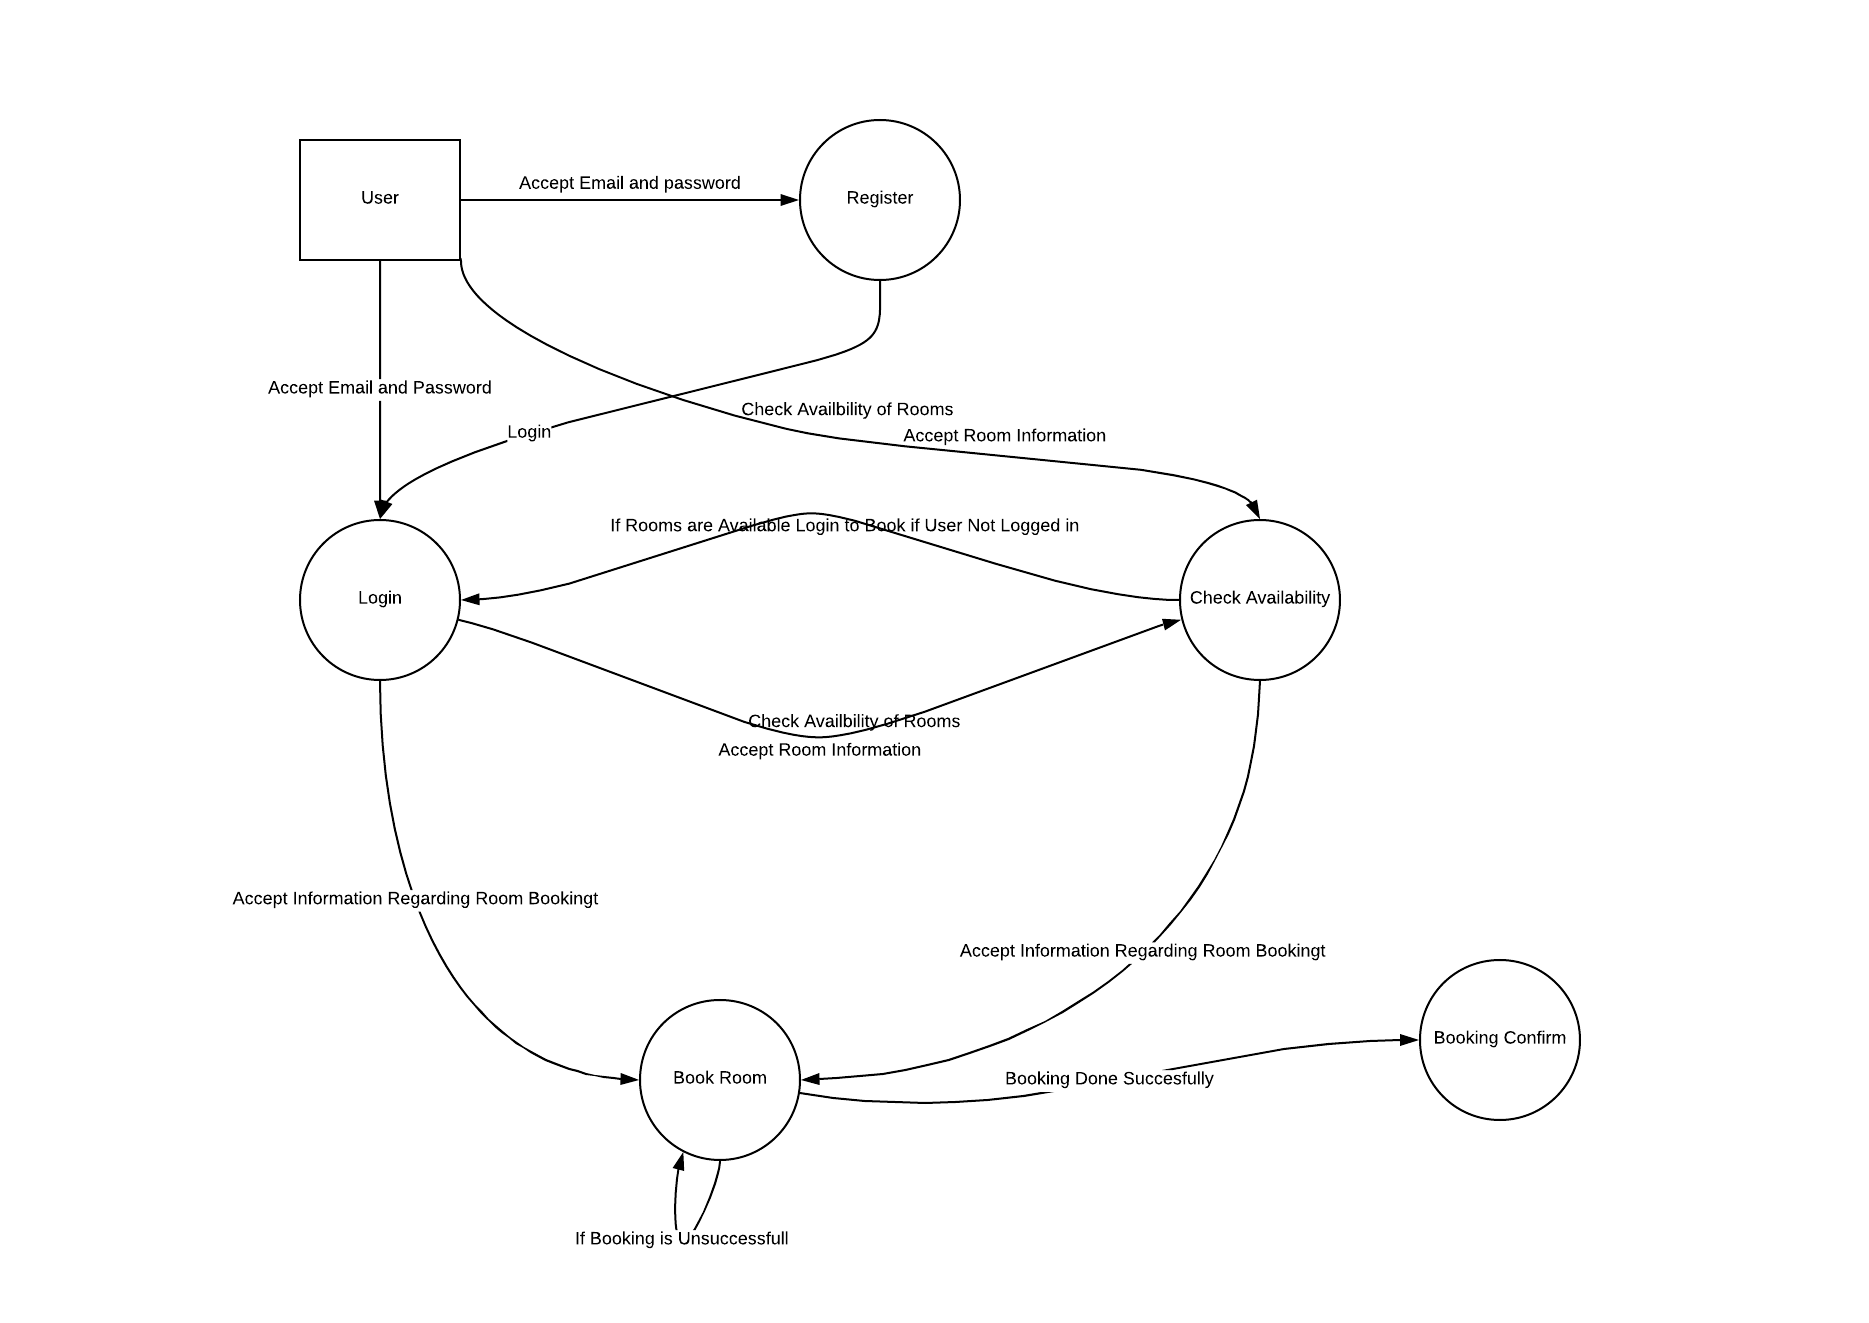 User
Accept Email and password
Register
Accept Email and Password
Check Availbility of Rooms
Login
Accept Room Information
If Rooms are Available Login to Book if User Not Logged in
Login
Check Availability
Check Availbility of Rooms
Accept Room Information
Accept Information Regarding Room Bookingt
Accept Information Regarding Room Bookingt
Booking Confirm
Book Room
Booking Done Succesfully
If Booking is Unsuccessfull